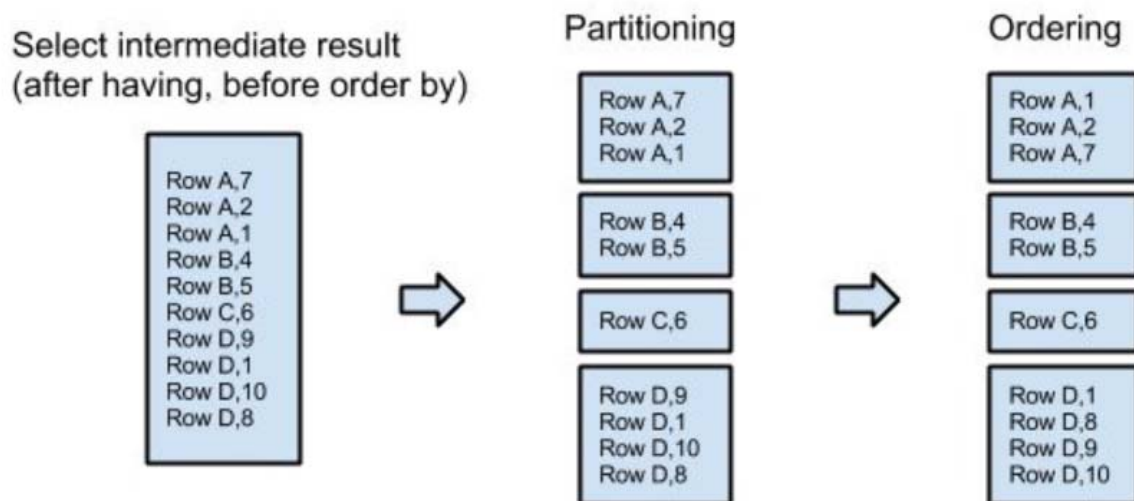 Select intermediate result
(after having, before order by)
Row A,7
Row A,2
Row A,1
Row B,4
Row B,5
Row C,6
Row D,9
Row D,1
Row D,10
Row D,8
Partitioning
Row A,7
Row A,2
Row A,1
Row B,4
Row B,5
Row C,6
Row D,9
Row D,1
Row D,10
Row D,8
Ordering
Row A,1
Row A,2
Row A,7
Row B,4
Row B,5
Row C,6
Row D,1
Row D,8
Row D,9
Row D,10